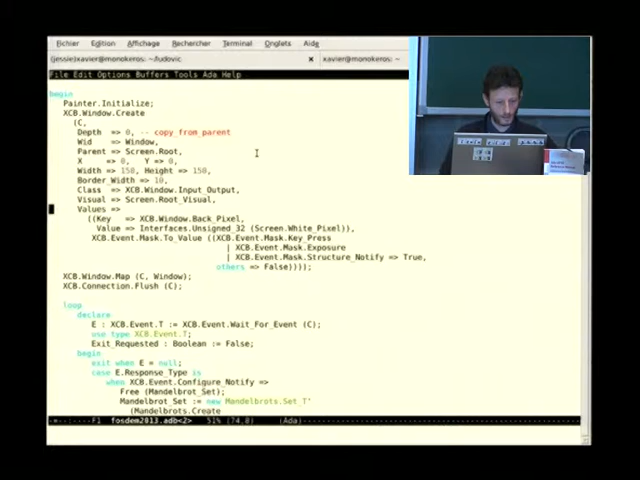 Fichier Edition Affichage Rechercher Terminal Onglets Aide
(jessie)xavier@monokeros: ~/ludovic
xavier@monokeros: ~
File Edit Options Buffers Tools Ada Help
begin
Painter.Initialize;
XCB.Window.Create
(C,
Depth => 0, -- copy from parent
Wid => Window,
Parent => Screen.Root,
X => 0, Y => 0,
Width => 150, Height => 150,
Border_Width => 10,
Class => XCB.Window.Input_Output,
Visual => Screen.Root_Visual,
Values =>
((Key => XCB.Window.Back_Pixel,
Value => Interfaces.Unsigned_32 (Screen.White_Pixel)),
XCB.Event.Mask.To_Value ((XCB.Event.Mask.Key_Press
| XCB.Event.Mask.Exposure
| XCB.Event.Mask.Structure_Notify => True,
others => False))));
XCB.Window.Map (C, Window);
XCB.Connection.Flush (C);
loop
declare
E : XCB.Event.T := XCB.Event.Wait_For_Event (C);
use type XCB.Event.T;
Exit_Requested : Boolean := False;
begin
exit when E = null;
case E.Response_Type is
when XCB.Event.Configure_Notify =>
Free (Mandelbrot_Set);
Mandelbrot_Set := new Mandelbrots.Set_T'
(Mandelbrots.Create
-=--:----F1 fosdem2013.adb<2> 51% (74,0) (Ada)